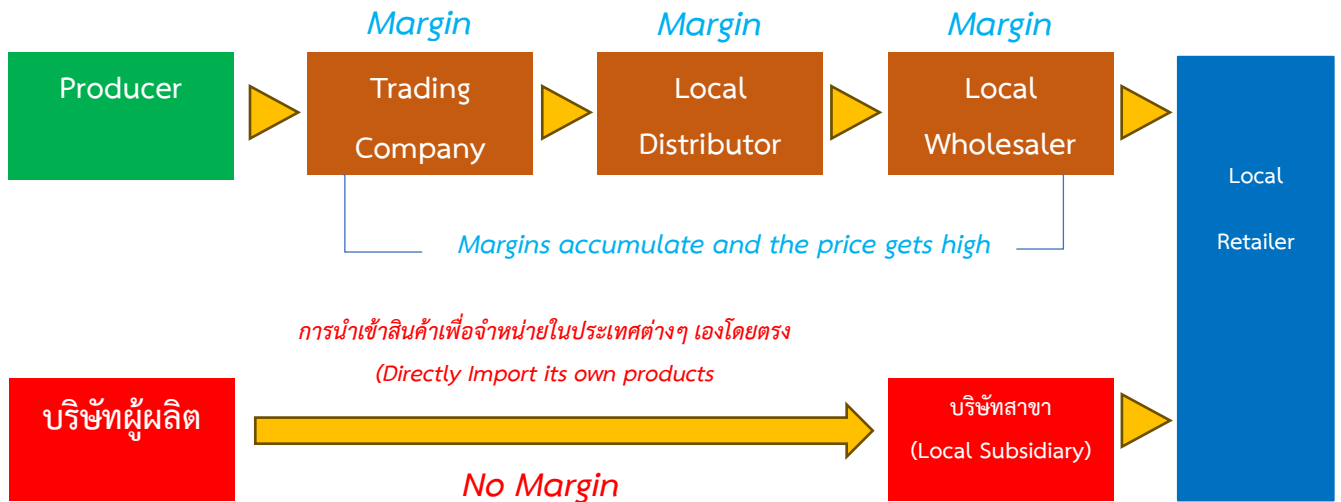 Margin
Margin
Margin
Producer
Trading
Company
Local
Distributor
Local
Wholesaler
Local
Retailer
Margins accumulate and the price gets high
การนำเข้าสินค้าเพื่อจำหน่ายในประเทศต่างๆ เองโดยตรง
(Directly Import its own products
บริษัทผู้ผลิต
บริษัทสาขา
(Local Subsidiary)
No Margin